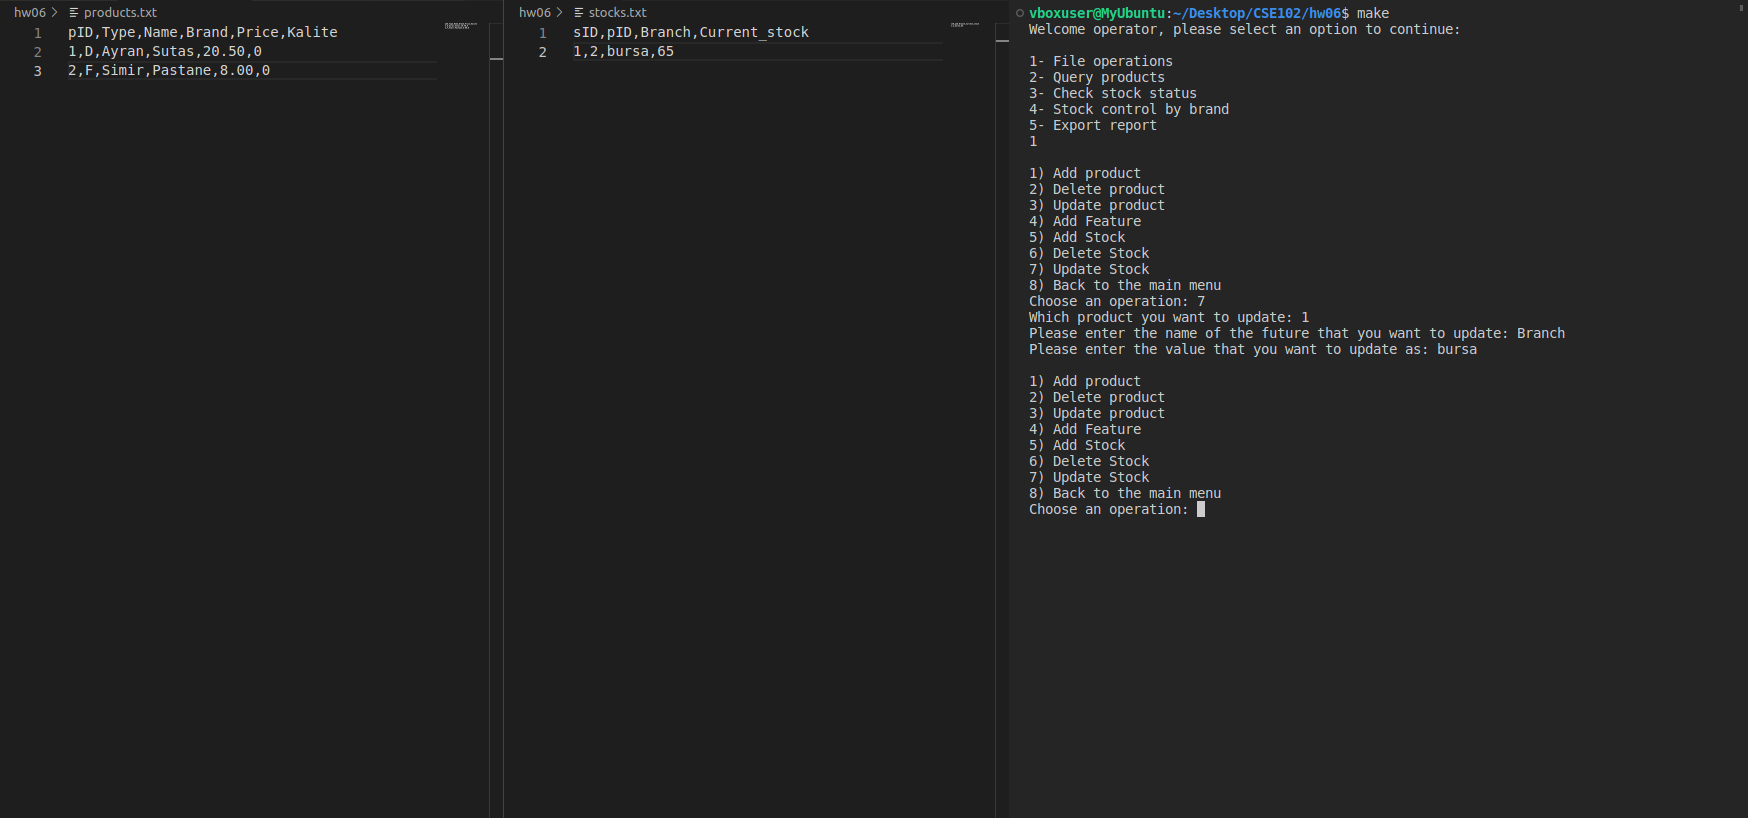 hw06 > products.txt
1 pID,Type,Name,Brand,Price,Kalite
2 1,D,Ayran,Sutas,20.50,0
3 2,F,Simir,Pastane,8.00,0
hw06 > stocks.txt
1 sID,pID,Branch,Current_stock
2 1,2,bursa,65
vboxuser@MyUbuntu:~/Desktop/CSE102/hw06$ make
Welcome operator, please select an option to continue:
1- File operations
2- Query products
3- Check stock status
4- Stock control by brand
5- Export report
1
1) Add product
2) Delete product
3) Update product
4) Add Feature
5) Add Stock
6) Delete Stock
7) Update Stock
8) Back to the main menu
Choose an operation: 7
Which product you want to update: 1
Please enter the name of the future that you want to update: Branch
Please enter the value that you want to update as: bursa
1) Add product
2) Delete product
3) Update product
4) Add Feature
5) Add Stock
6) Delete Stock
7) Update Stock
8) Back to the main menu
Choose an operation: